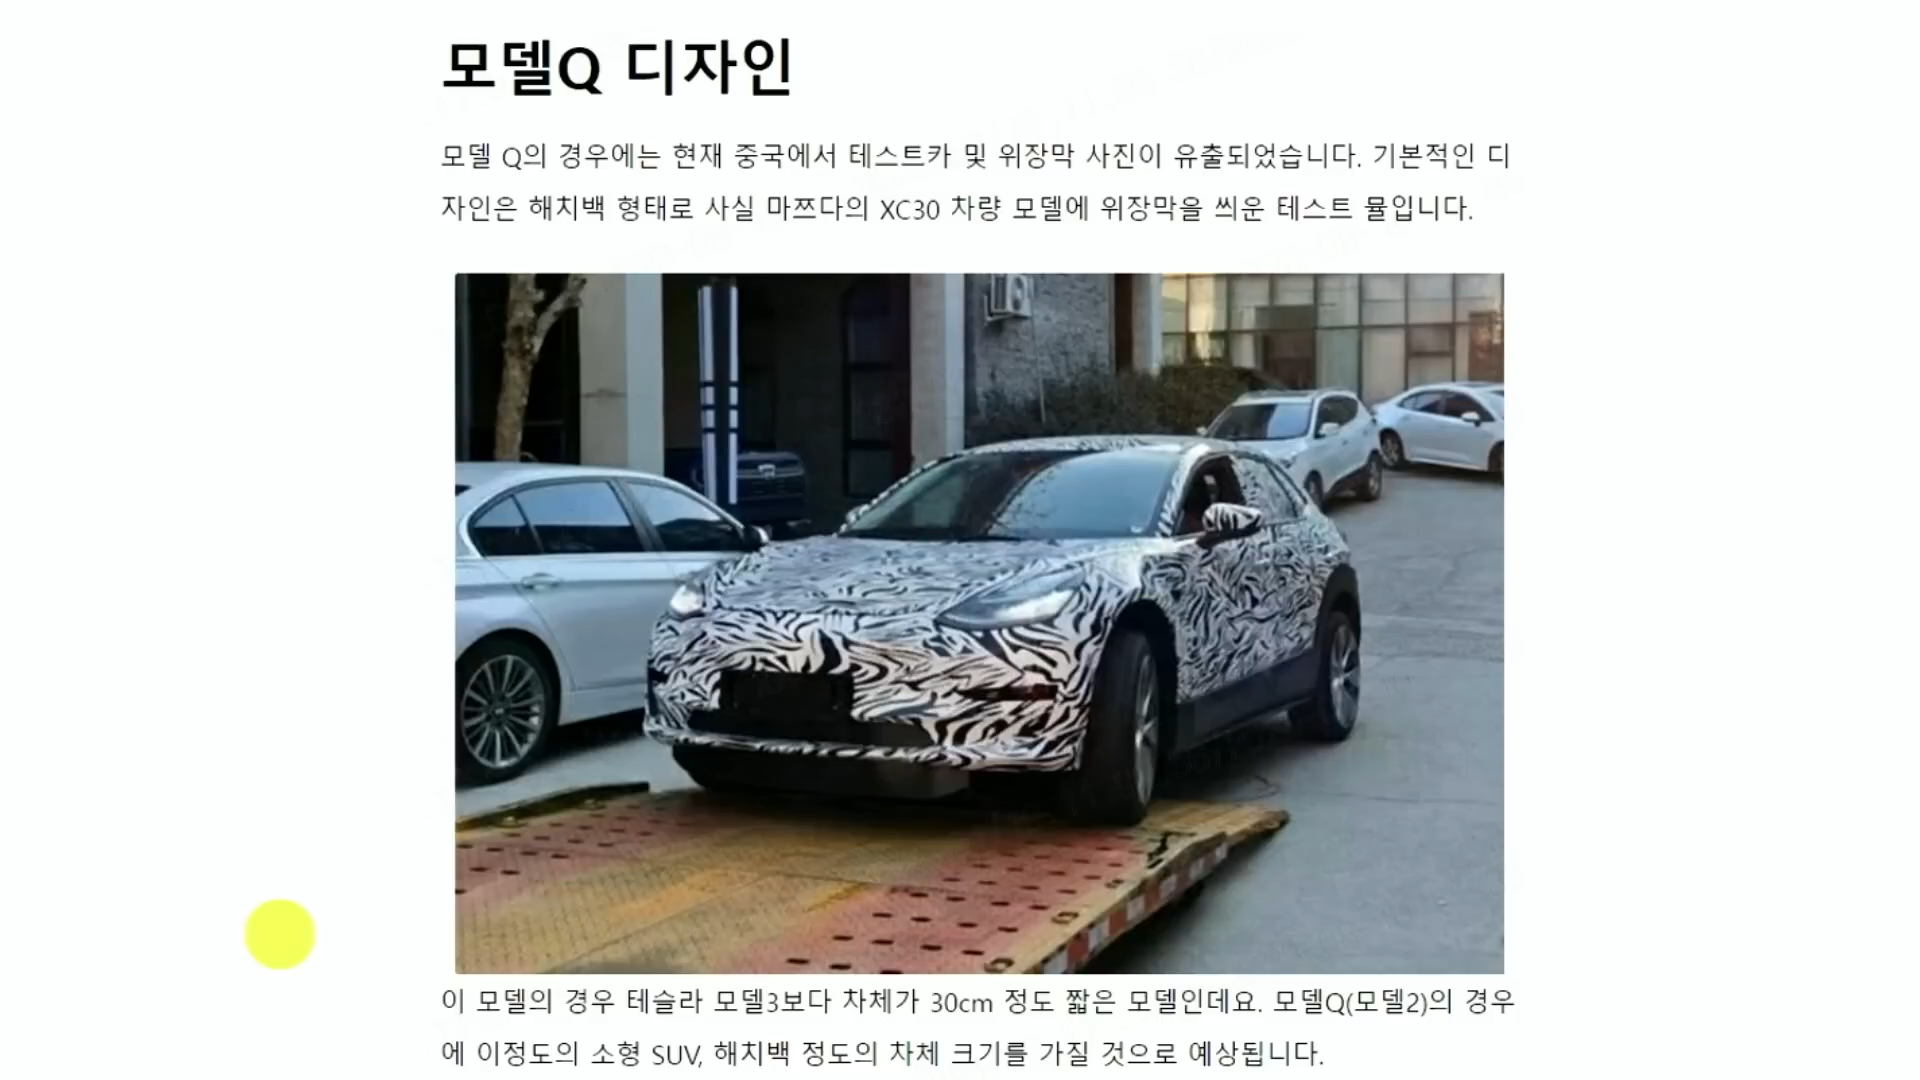 모델Q 디자인
모델 Q의 경우에는 현재 중국에서 테스트카 및 위장막 사진이 유출되었습니다. 기본적인 디
자인은 해치백 형태로 사실 마쯔다의 XC30 차량 모델에 위장막을 씌운 테스트 뮬입니다.
이 모델의 경우 테슬라 모델3보다 차체가 30cm 정도 짧은 모델인데요. 모델Q(모델2)의 경우
에 이정도의 소형 SUV, 해치백 정도의 차체 크기를 가질 것으로 예상됩니다.